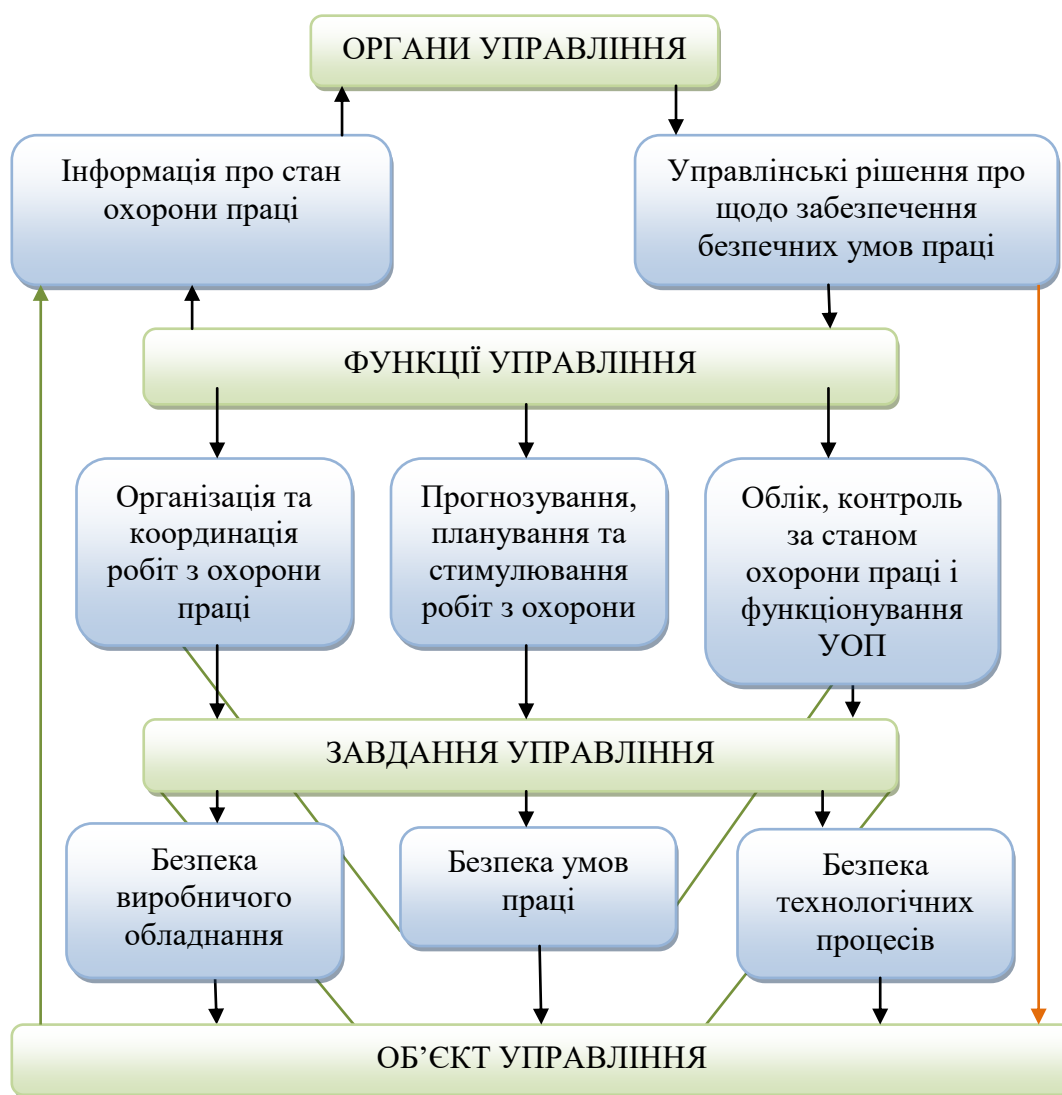 ОРГАНИ УПРАВЛІННЯ
Інформація про стан
охорони праці
Управлінські рішення про
щодо забезпечення
безпечних умов праці
ФУНКЦІЇ УПРАВЛІННЯ
Організація та
координація
робіт з охорони
праці
Прогнозування,
планування та
стимулювання
робіт з охорони
Облік, контроль
за станом
охорони праці і
функціонування
УОП
ЗАВДАННЯ УПРАВЛІННЯ
Безпека
виробничого
обладнання
Безпека умов
праці
Безпека
технологічних
процесів
ОБ’ЄКТ УПРАВЛІННЯ